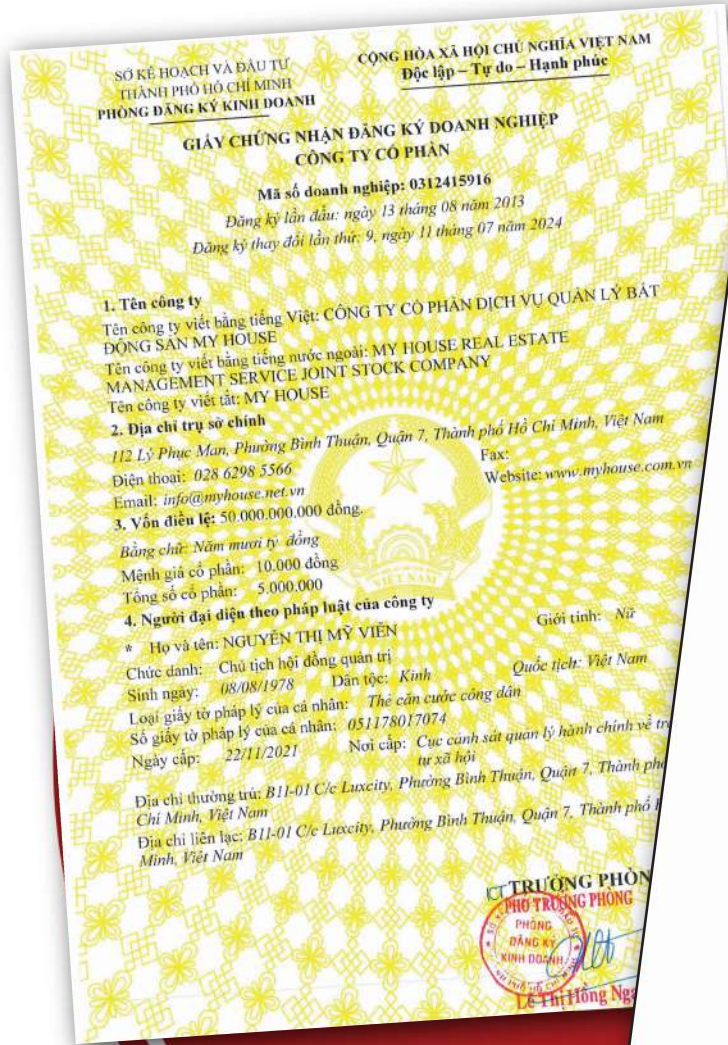 SỞ KẾ HOẠCH VÀ ĐẦU TƯ
THÀNH PHỐ HỒ CHÍ MINH
PHÒNG ĐĂNG KÝ KINH DOANH
CỘNG HÒA XÃ HỘI CHỦ NGHĨA VIỆT NAM
Độc lập – Tự do – Hạnh phúc
GIẤY CHỨNG NHẬN ĐĂNG KÝ DOANH NGHIỆP
CÔNG TY CỔ PHẦN
Mã số doanh nghiệp: 0312415916
Đăng ký lần đầu: ngày 13 tháng 08 năm 2013
Đăng ký thay đổi lần thứ: 9, ngày 11 tháng 07 năm 2024
1. Tên công ty
Tên công ty viết bằng tiếng Việt: CÔNG TY CỔ PHẦN DỊCH VỤ QUẢN LÝ BẤT
ĐỘNG SẢN MY HOUSE
Tên công ty viết bằng tiếng nước ngoài: MY HOUSE REAL ESTATE
MANAGEMENT SERVICE JOINT STOCK COMPANY
Tên công ty viết tắt: MY HOUSE
2. Địa chỉ trụ sở chính
112 Lý Phục Man, Phường Bình Thuận, Quận 7, Thành phố Hồ Chí Minh, Việt Nam
Điện thoại: 028 6298 5566 Fax:
Email: info@myhouse.net.vn Website: www.myhouse.com.vn
3. Vốn điều lệ: 50.000.000.000 đồng.
Bằng chữ: Năm mươi tỷ đồng
Mệnh giá cổ phần: 10.000 đồng
Tổng số cổ phần: 5.000.000
VIỆT NAM
4. Người đại diện theo pháp luật của công ty
* Họ và tên: NGUYỄN THỊ MỸ VIÊN Giới tính: Nữ
Chức danh: Chủ tịch hội đồng quản trị
Sinh ngày: 08/08/1978 Dân tộc: Kinh Quốc tịch: Việt Nam
Loại giấy tờ pháp lý của cá nhân: Thẻ căn cước công dân
Số giấy tờ pháp lý của cá nhân: 051178017074
Ngày cấp: 22/11/2021 Nơi cấp: Cục cảnh sát quản lý hành chính về trậ
tự xã hội
Địa chỉ thường trú: B11-01 C/c Luxcity, Phường Bình Thuận, Quận 7, Thành phố
Chí Minh, Việt Nam
Địa chỉ liên lạc: B11-01 C/c Luxcity, Phường Bình Thuận, Quận 7, Thành phố H
Minh, Việt Nam
KT TRƯỞNG PHÒN
PHÓ TRƯỞNG PHÒNG
PHÒNG
ĐĂNG KÝ
KINH DOANH
Lê Thị Hồng Nga